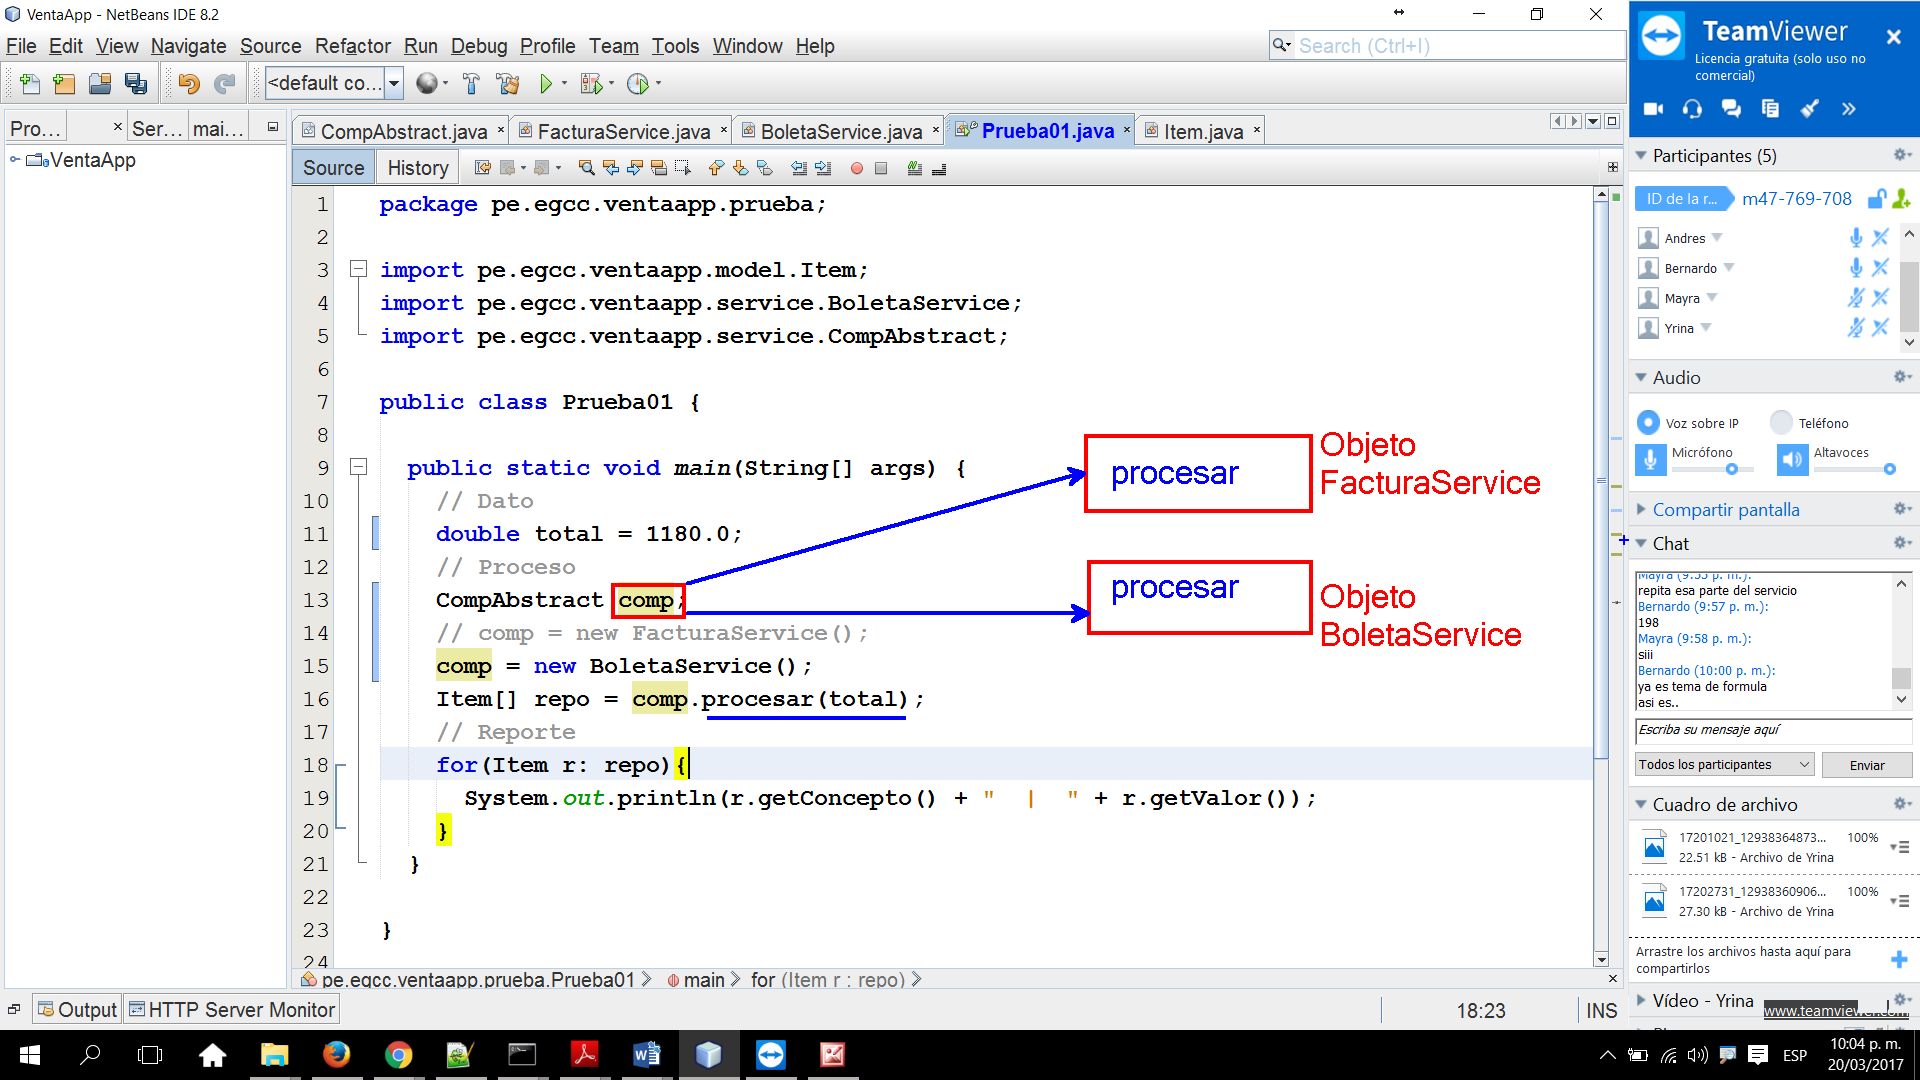 VentaApp - NetBeans IDE 8.2
File Edit View Navigate Source Refactor Run Debug Profile Team Tools Window Help
Search (Ctrl+I)
<default co...
Pro... Ser... mai...
VentaApp
CompAbstract.java FacturaService.java BoletaService.java Prueba01.java Item.java
Source History
1 package pe.egcc.ventaapp.prueba;
2
3 import pe.egcc.ventaapp.model.Item;
4 import pe.egcc.ventaapp.service.BoletaService;
5 import pe.egcc.ventaapp.service.CompAbstract;
6
7 public class Prueba01 {
8
9 public static void main(String[] args) {
10 // Dato
11 double total = 1180.0;
12 // Proceso
13 CompAbstract comp;
14 // comp = new FacturaService();
15 comp = new BoletaService();
16 Item[] repo = comp.procesar(total);
17 // Reporte
18 for(Item r: repo){
19 System.out.println(r.getConcepto() + "  |  " + r.getValor());
20 }
21 }
22
23 }
24
procesar
Objeto
FacturaService
procesar
Objeto
BoletaService
pe.egcc.ventaapp.prueba.Prueba01 main for (Item r : repo)
Output HTTP Server Monitor
18:23 INS
TeamViewer
Licencia gratuita (solo uso no
comercial)
Participantes (5)
ID de la r... m47-769-708
Andres
Bernardo
Mayra
Yrina
Audio
Voz sobre IP Teléfono
Micrófono Altavoces
Compartir pantalla
Chat
Mayra (9:55 p. m.):
repita esa parte del servicio
Bernardo (9:57 p. m.):
198
Mayra (9:58 p. m.):
siii
Bernardo (10:00 p. m.):
ya es tema de formula
asi es..
Escriba su mensaje aquí
Todos los participantes Enviar
Cuadro de archivo
17201021_12938364873... 100%
22.51 kB - Archivo de Yrina
17202731_12938360906... 100%
27.30 kB - Archivo de Yrina
Arrastre los archivos hasta aquí para
compartirlos
Vídeo - Yrina
www.teamviewer.com
ESP
10:04 p. m.
20/03/2017